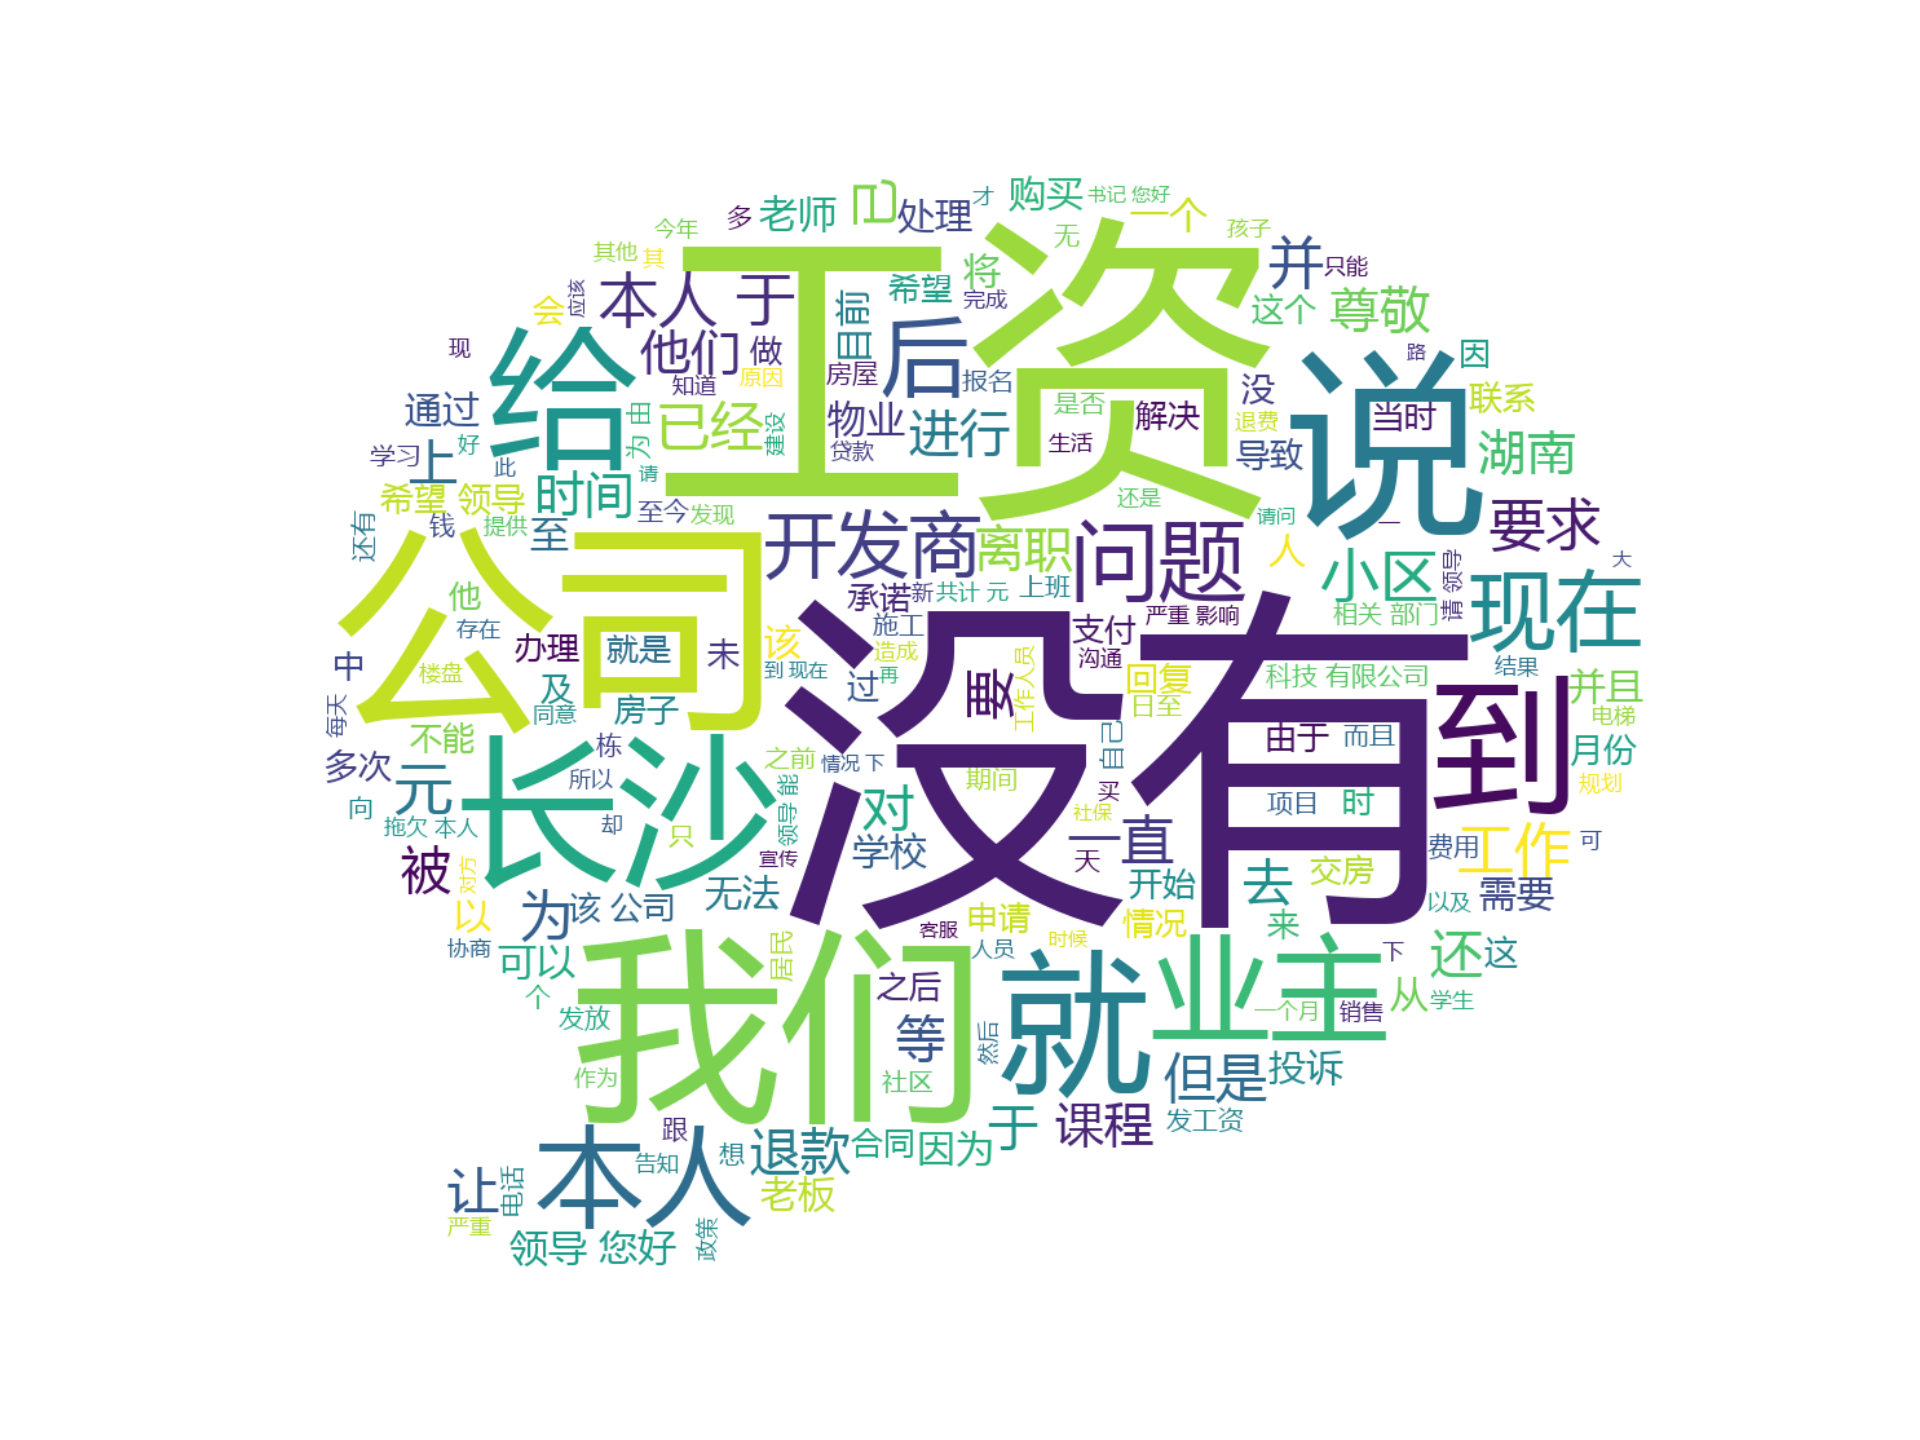 才
购买
书记 您好
多
老师
已
处理
一个
今年
无
孩子
其他
其
工资
并
只能
将
本人 于
应该
会
希望
完成
这个
尊敬
目前
后
他们
做
给
说
现
房屋
原因
知道
报名
没
因
路
是否
解决
当时
联系
退费
通过
由
为
已经
建设
物业
进行
贷款
生活
导致
湖南
好
上
学习
此
请
希望 领导
时间
钱
提供
至今
发现
还是
请问
一
要求
还有
至
公司
开发商
离职
问题
人
小区
请 领导
大
现在
他
承诺
新
共计 元
上班
严重 影响
相关 部门
存在
施工
支付
沟通
没有
办理
就是
未
该
造成
中
楼盘
到 现在
过
再
要
工作人员
回复
科技 有限公司
结果
到
并且
及
同意
房子
日至
每天
不能
栋
自己
由于
而且
电梯
月份
多次
元
长沙
所以
之前
情况 下
期间
买
项目
时
规划
向
拖欠 本人
却
只
领导 能
对
社保
一直
费用
工作
可
被
对方
宣传
学校
天
开始
去
交房
需要
以
为
该 公司
无法
申请
情况
来
以及
协商
客服
人员
时候
下
还
这
可以
居民
我们
之后
就
业主
个
发放
等
然后
一个月
销售
从
学生
作为
社区
但是
投诉
于
课程
发工资
跟
本人
告知
想
退款
合同
因为
让
电话
老板
严重
领导 您好
政策